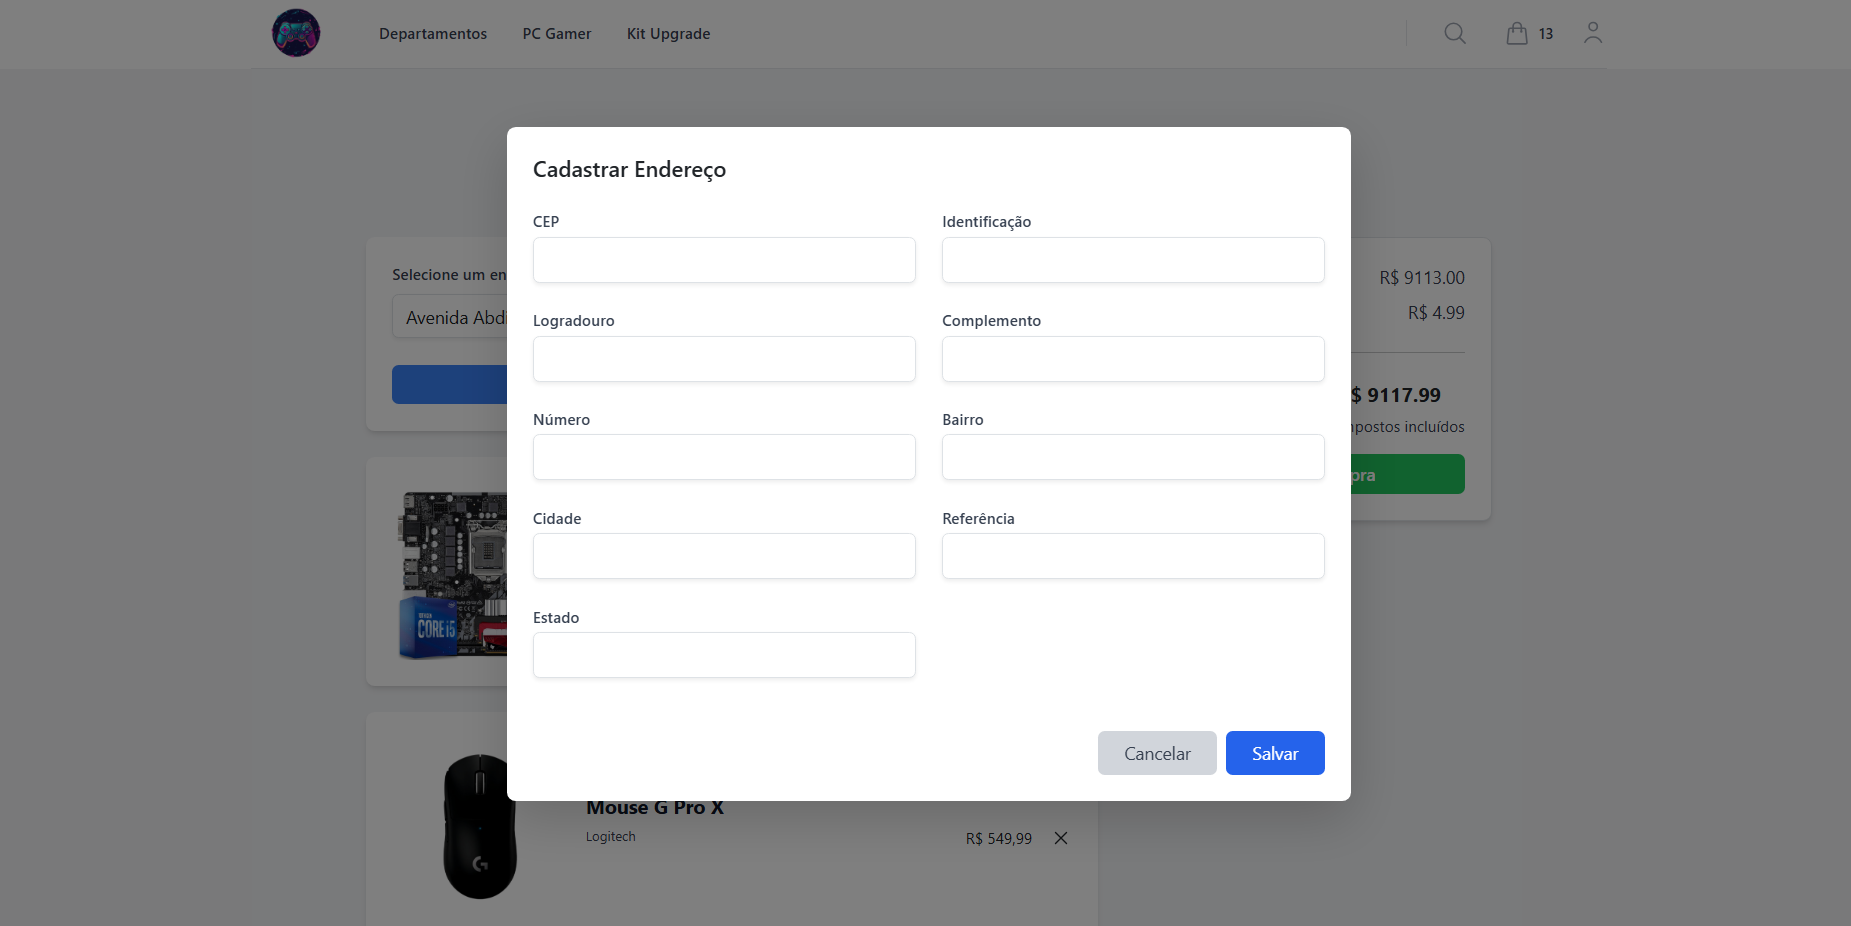 Departamentos
PC Gamer
Kit Upgrade
13
Cadastrar Endereço
CEP
Identificação
Logradouro
Complemento
Número
Bairro
Cidade
Referência
Estado
Cancelar
Salvar
Selecione um en
Avenida Abdi
R$ 9113.00
R$ 4.99
$ 9117.99
postos incluídos
pra
CORE i5
Mouse G Pro X
Logitech
R$ 549,99